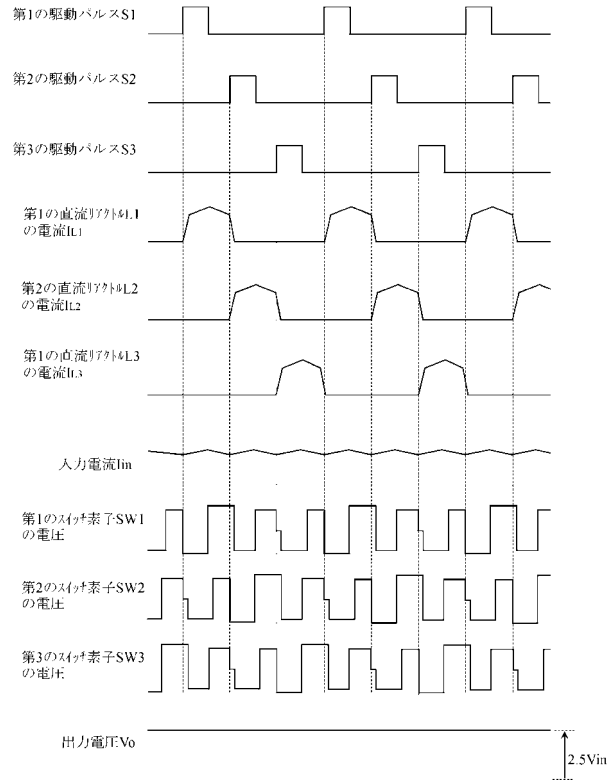 第1の駆動パルスS1
第2の駆動パルスS2
第3の駆動パルスS3
第1の直流リアクトルL1
の電流IL1
第2の直流リアクトルL2
の電流IL2
第1の直流リアクトルL3
の電流IL3
入力電流Iin
第1のスイッチ素子SW1
の電圧
第2のスイッチ素子SW2
の電圧
第3のスイッチ素子SW3
の電圧
出力電圧Vo
2.5Vin